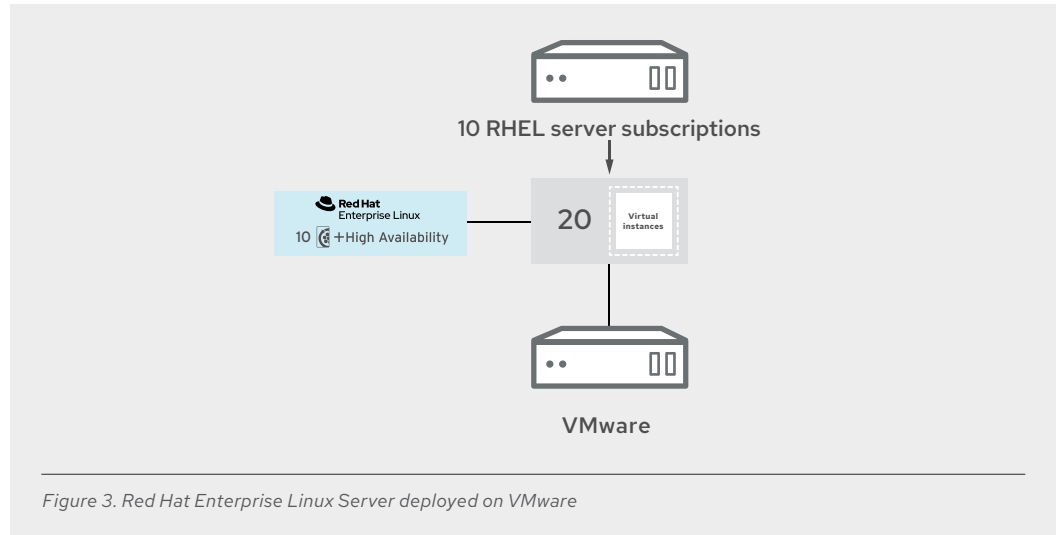 10 RHEL server subscriptions
Red Hat
Enterprise Linux
10 +High Availability
20
Virtual
instances
VMware
Figure 3. Red Hat Enterprise Linux Server deployed on VMware